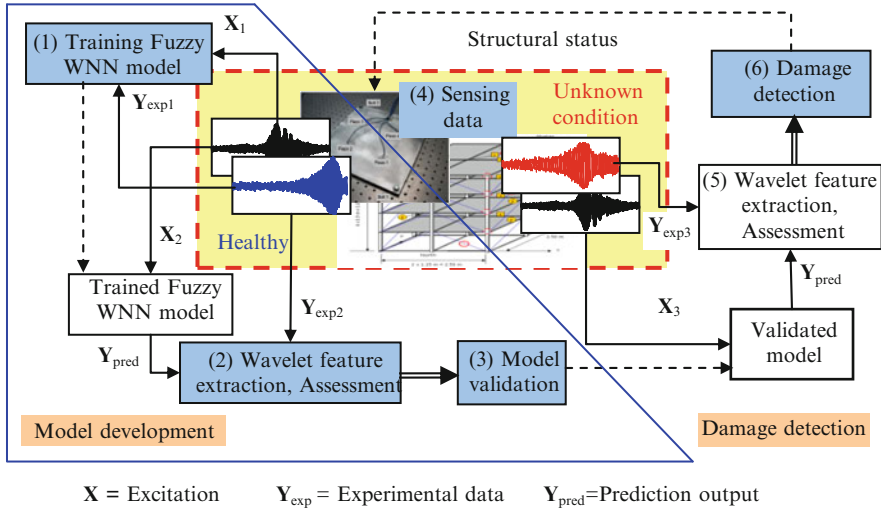 X1
Structural status
(1) Training Fuzzy
WNN model
(6) Damage
detection
(4) Sensing
data
Unknown
condition
Yexp1
(5) Wavelet feature
extraction,
Assessment
X2
Healthy
Yexp3
Trained Fuzzy
WNN model
Yexp2
X3
Ypred
Validated
model
Ypred
(2) Wavelet feature
extraction, Assessment
(3) Model
validation
Model development
Damage detection
X = Excitation Yexp = Experimental data Ypred=Prediction output